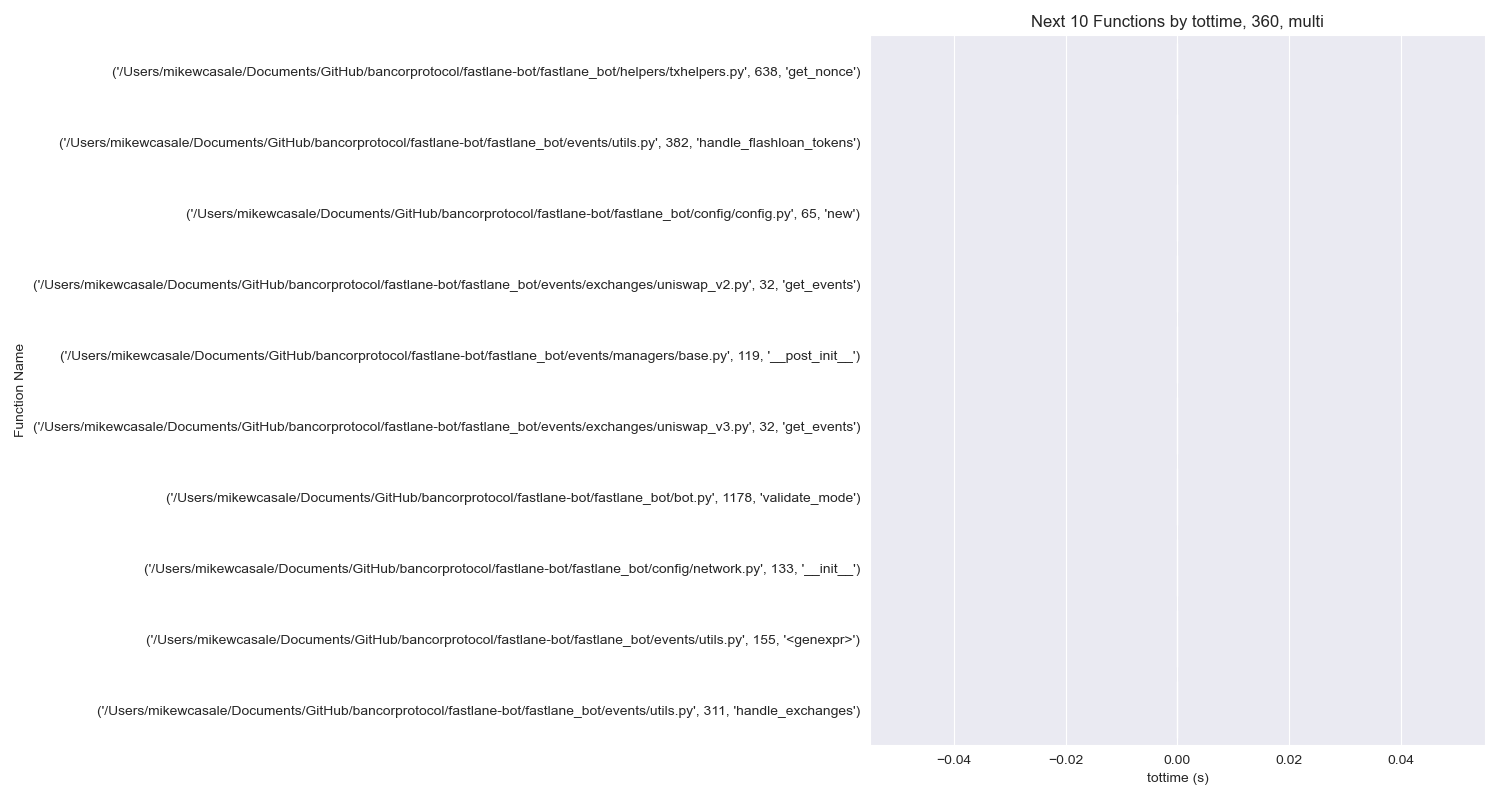 Next 10 Functions by tottime, 360, multi
('/Users/mikewcasale/Documents/GitHub/bancorprotocol/fastlane-bot/fastlane_bot/helpers/txhelpers.py', 638, 'get_nonce')
('/Users/mikewcasale/Documents/GitHub/bancorprotocol/fastlane-bot/fastlane_bot/events/utils.py', 382, 'handle_flashloan_tokens')
('/Users/mikewcasale/Documents/GitHub/bancorprotocol/fastlane-bot/fastlane_bot/config/config.py', 65, 'new')
('/Users/mikewcasale/Documents/GitHub/bancorprotocol/fastlane-bot/fastlane_bot/events/exchanges/uniswap_v2.py', 32, 'get_events')
('/Users/mikewcasale/Documents/GitHub/bancorprotocol/fastlane-bot/fastlane_bot/events/managers/base.py', 119, '__post_init__')
('/Users/mikewcasale/Documents/GitHub/bancorprotocol/fastlane-bot/fastlane_bot/events/exchanges/uniswap_v3.py', 32, 'get_events')
('/Users/mikewcasale/Documents/GitHub/bancorprotocol/fastlane-bot/fastlane_bot/bot.py', 1178, 'validate_mode')
('/Users/mikewcasale/Documents/GitHub/bancorprotocol/fastlane-bot/fastlane_bot/config/network.py', 133, '__init__')
('/Users/mikewcasale/Documents/GitHub/bancorprotocol/fastlane-bot/fastlane_bot/events/utils.py', 155, '<genexpr>')
('/Users/mikewcasale/Documents/GitHub/bancorprotocol/fastlane-bot/fastlane_bot/events/utils.py', 311, 'handle_exchanges')
Function Name
−0.04 −0.02 0.00 0.02 0.04
tottime (s)